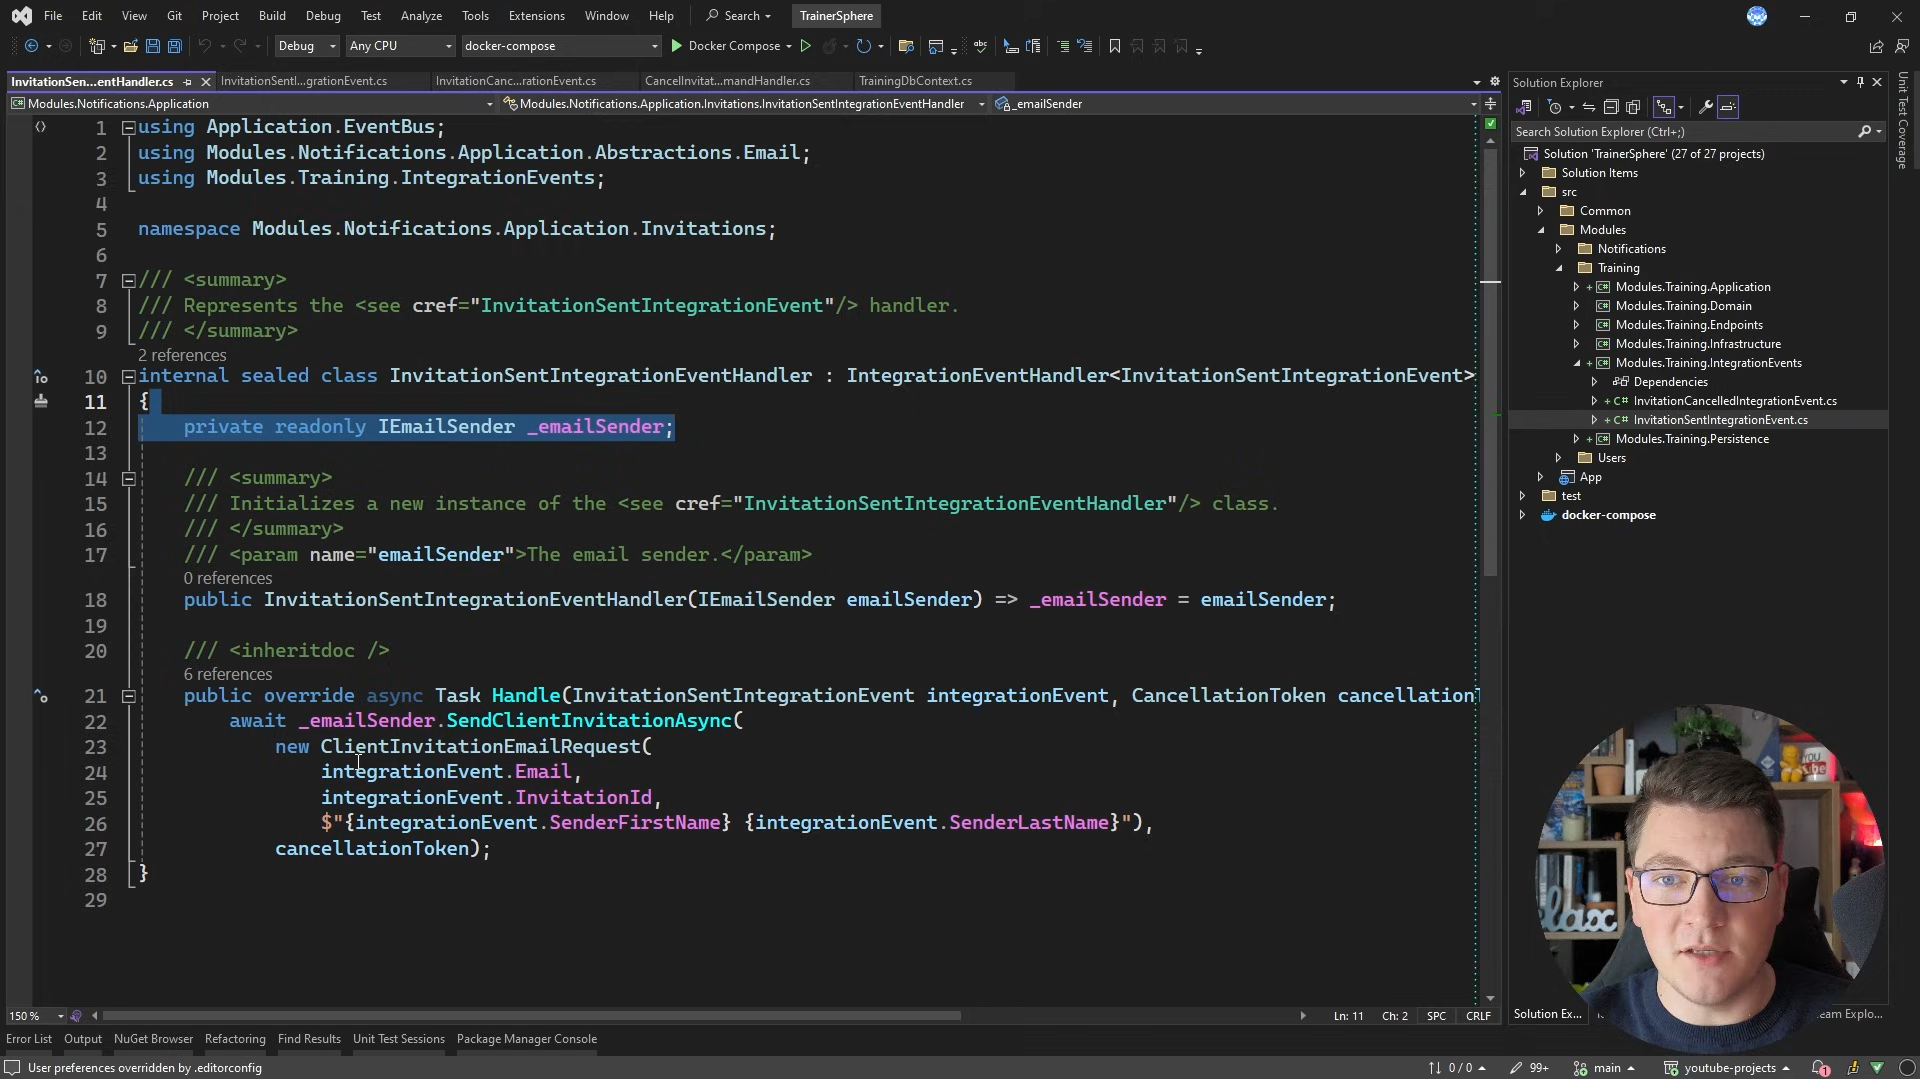 File Edit View Git Project Build Debug Test Analyze Tools Extensions Window Help Search TrainerSphere
Debug Any CPU docker-compose Docker Compose
InvitationSen...entHandler.cs InvitationSentI...grationEvent.cs InvitationCanc...rationEvent.cs CancelInvitat...mandHandler.cs TrainingDbContext.cs
Modules.Notifications.Application Modules.Notifications.Application.Invitations.InvitationSentIntegrationEventHandler _emailSender
1 using Application.EventBus;
2 using Modules.Notifications.Application.Abstractions.Email;
3 using Modules.Training.IntegrationEvents;
4
5 namespace Modules.Notifications.Application.Invitations;
6
7 /// <summary>
8 /// Represents the <see cref="InvitationSentIntegrationEvent"/> handler.
9 /// </summary>
2 references
10 internal sealed class InvitationSentIntegrationEventHandler : IntegrationEventHandler<InvitationSentIntegrationEvent>
11 {
12 private readonly IEmailSender _emailSender;
13
14 /// <summary>
15 /// Initializes a new instance of the <see cref="InvitationSentIntegrationEventHandler"/> class.
16 /// </summary>
17 /// <param name="emailSender">The email sender.</param>
0 references
18 public InvitationSentIntegrationEventHandler(IEmailSender emailSender) => _emailSender = emailSender;
19
20 /// <inheritdoc />
6 references
21 public override async Task Handle(InvitationSentIntegrationEvent integrationEvent, CancellationToken cancellationT
22 await _emailSender.SendClientInvitationAsync(
23 new ClientInvitationEmailRequest(
24 integrationEvent.Email,
25 integrationEvent.InvitationId,
26 $"{integrationEvent.SenderFirstName} {integrationEvent.SenderLastName}"),
27 cancellationToken);
28 }
29
150 % Ln: 11 Ch: 2 SPC CRLF
Error List Output NuGet Browser Refactoring Find Results Unit Test Sessions Package Manager Console
User preferences overridden by .editorconfig 0 / 0 99+ main youtube-projects 1
Solution Explorer
Search Solution Explorer (Ctrl+;)
Solution 'TrainerSphere' (27 of 27 projects)
Solution Items
src
Common
Modules
Notifications
Training
Modules.Training.Application
Modules.Training.Domain
Modules.Training.Endpoints
Modules.Training.Infrastructure
Modules.Training.IntegrationEvents
Dependencies
InvitationCancelledIntegrationEvent.cs
InvitationSentIntegrationEvent.cs
Modules.Training.Persistence
Users
App
test
docker-compose
Solution Ex...
eam Explo...
Unit Test Coverage